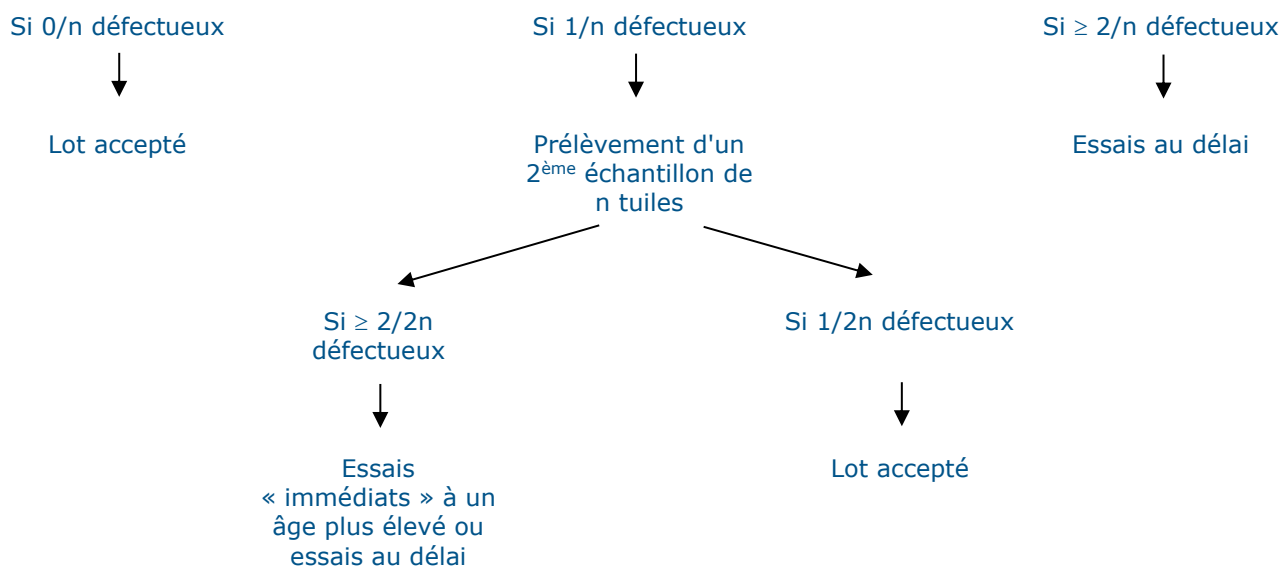 Si 0/n défectueux
Si 1/n défectueux
Si ≥ 2/n défectueux
Lot accepté
Prélèvement d'un
2ème échantillon de
n tuiles
Essais au délai
Si ≥ 2/2n
défectueux
Si 1/2n défectueux
Essais
« immédiats » à un
âge plus élevé ou
essais au délai
Lot accepté